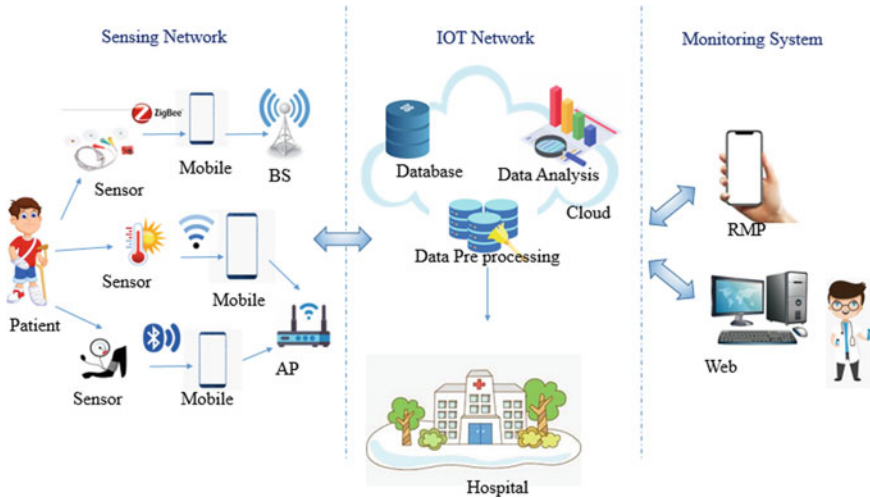 Sensing Network
IOT Network
Monitoring System
ZigBee
Sensor
Mobile
BS
Database
Data Analysis
Cloud
RMP
Sensor
Mobile
Data Pre processing
Patient
AP
Sensor
Mobile
Web
Hospital